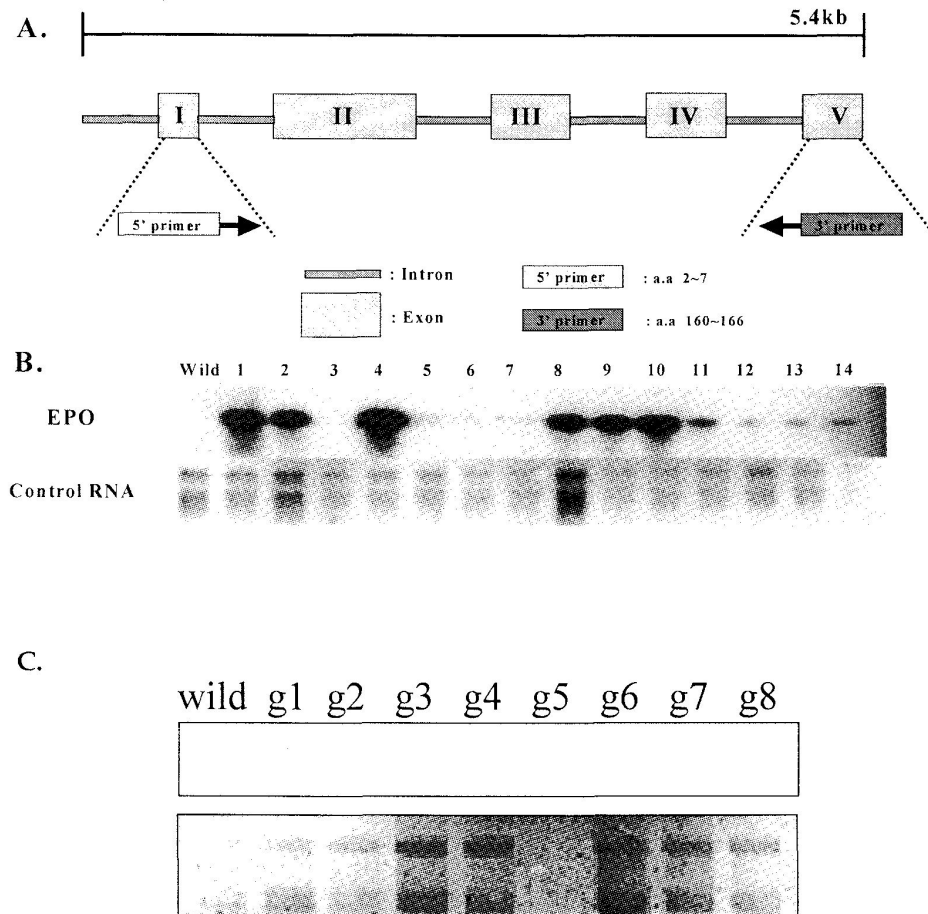 A.
5.4kb
I II III IV V
5' primer 3' primer
: Intron 5' primer : a.a 2~7
: Exon 3' primer : a.a 160~166
B.
Wild 1 2 3 4 5 6 7 8 9 10 11 12 13 14
EPO
Control RNA
C.
wild g1 g2 g3 g4 g5 g6 g7 g8